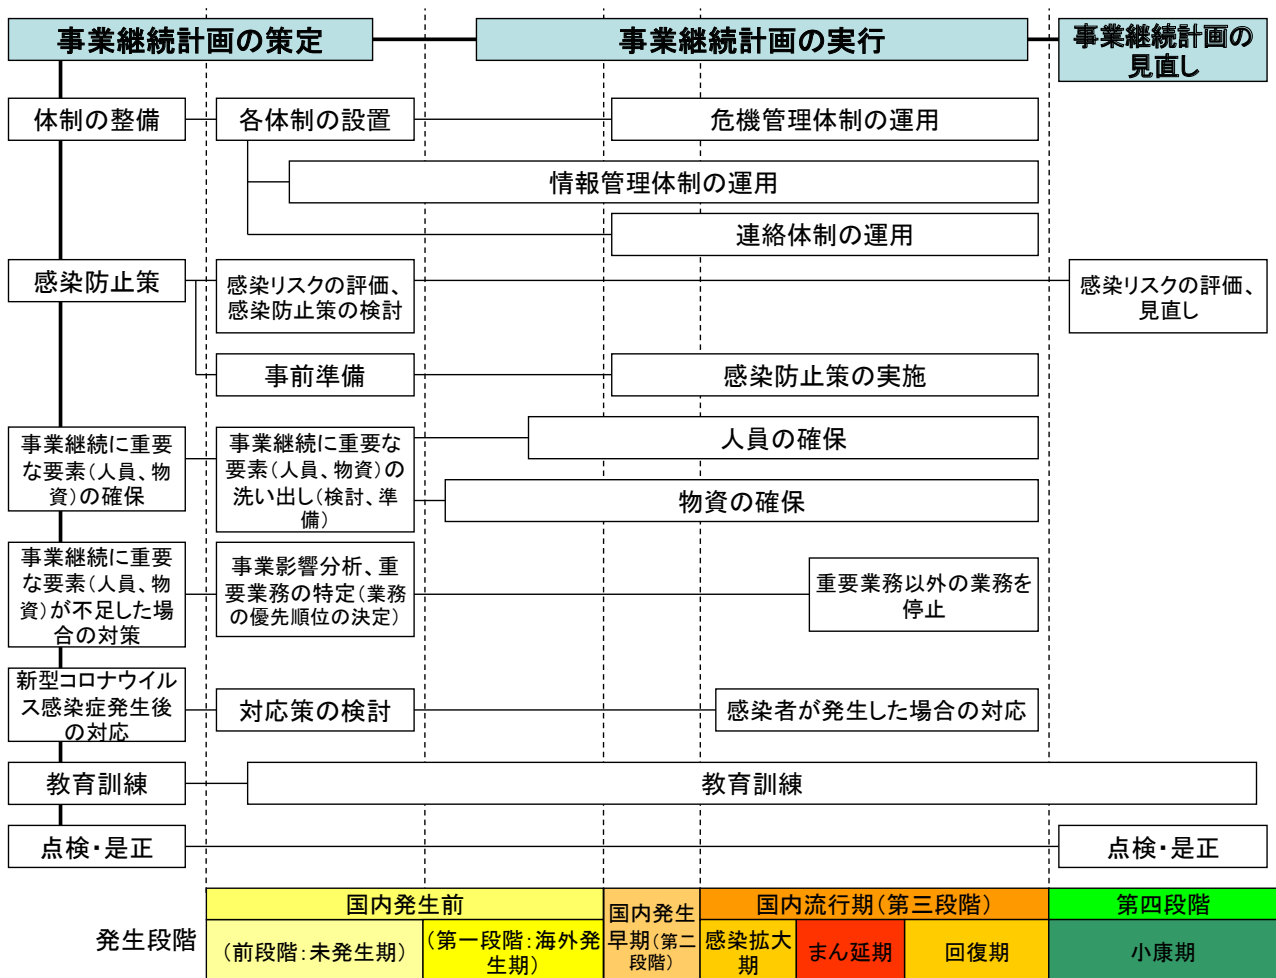 事業継続計画の策定
事業継続計画の実行
事業継続計画の
見直し
体制の整備
各体制の設置
危機管理体制の運用
情報管理体制の運用
連絡体制の運用
感染防止策
感染リスクの評価、
感染防止策の検討
感染リスクの評価、
見直し
事前準備
感染防止策の実施
事業継続に重要
な要素(人員、物
資)の確保
事業継続に重要な
要素(人員、物資)の
洗い出し(検討、準
備)
人員の確保
物資の確保
事業継続に重要
な要素(人員、物
資)が不足した場
合の対策
事業影響分析、重
要業務の特定(業務
の優先順位の決定)
重要業務以外の業務を
停止
新型コロナウイル
ス感染症発生後
の対応
対応策の検討
感染者が発生した場合の対応
教育訓練
教育訓練
点検・是正
点検・是正
発生段階
国内発生前
(前段階:未発生期)
(第一段階:海外発
生期)
国内発生
早期(第二
段階)
国内流行期(第三段階)
感染拡大
期
まん延期
回復期
第四段階
小康期